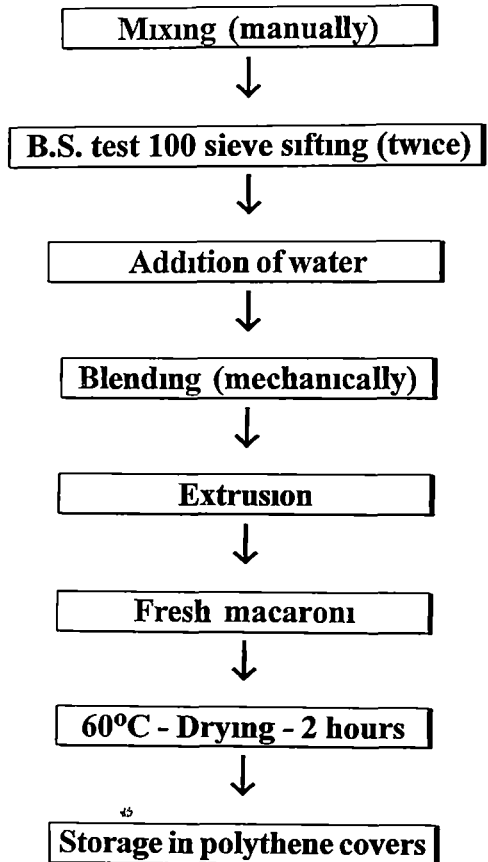 Mixing (manually)
B.S. test 100 sieve sifting (twice)
Addition of water
Blending (mechanically)
Extrusion
Fresh macaroni
60°C - Drying - 2 hours
Storage in polythene covers